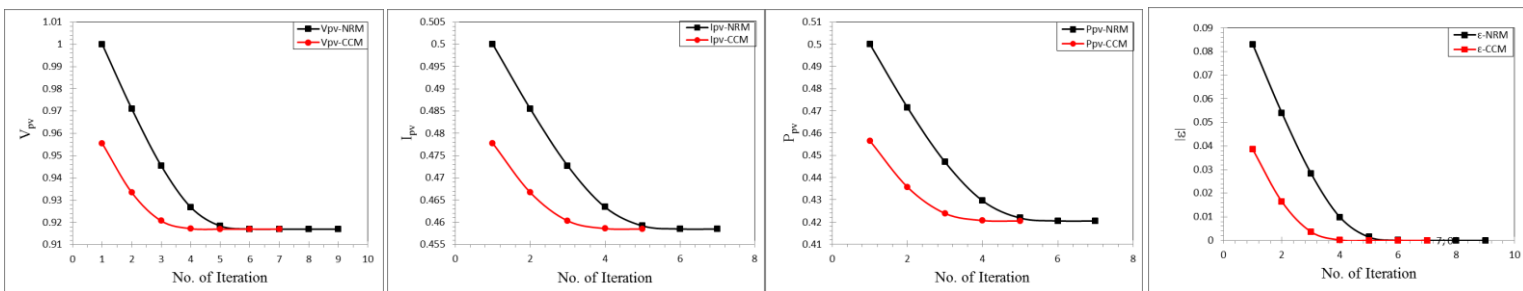 1.01
1
0.99
0.98
0.97
0.96
0.95
0.94
0.93
0.92
0.91
0 1 2 3 4 5 6 7 8 9 10
V_pv
No. of Iteration
Vpv-NRM
Vpv-CCM
0.505
0.5
0.495
0.49
0.485
0.48
0.475
0.47
0.465
0.46
0.455
0 2 4 6 8
I_pv
No. of Iteration
Ipv-NRM
Ipv-CCM
0.51
0.5
0.49
0.48
0.47
0.46
0.45
0.44
0.43
0.42
0.41
0 2 4 6 8
P_pv
No. of Iteration
Ppv-NRM
Ppv-CCM
0.09
0.08
0.07
0.06
0.05
0.04
0.03
0.02
0.01
0
0 2 4 6 8 10
|ε|
No. of Iteration
ε-NRM
ε-CCM